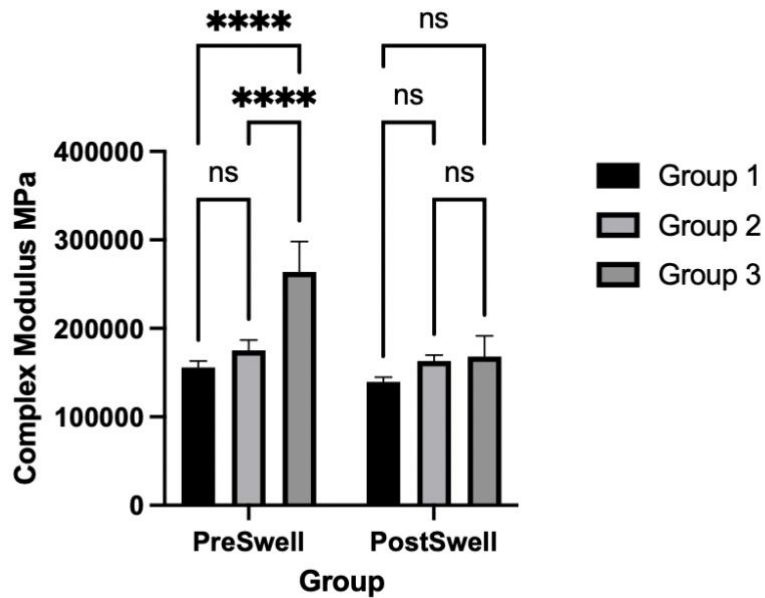 **** ns
**** ns
ns ns
400000
300000
200000
100000
0
Complex Modulus MPa
PreSwell PostSwell
Group
Group 1
Group 2
Group 3